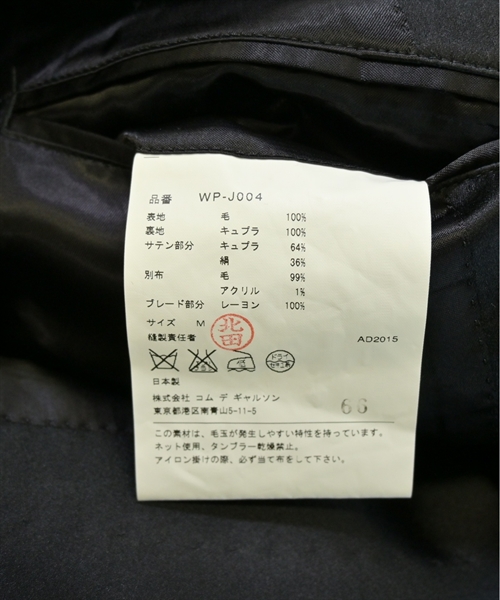 品番 WP-J004
表地 毛 100%
裏地 キュプラ 100%
サテン部分 キュプラ 64%
絹 36%
別布 毛 99%
アクリル 1%
ブレード部分 レーヨン 100%
サイズ M
縫製責任者 北田 AD2015
ドライ
セキユ系
日本製
株式会社 コム デ ギャルソン
東京都港区南青山5-11-5 66
この素材は、毛玉が発生しやすい特性を持っています。
ネット使用、タンブラー乾燥禁止。
アイロン掛けの際、必ず当て布をして下さい。